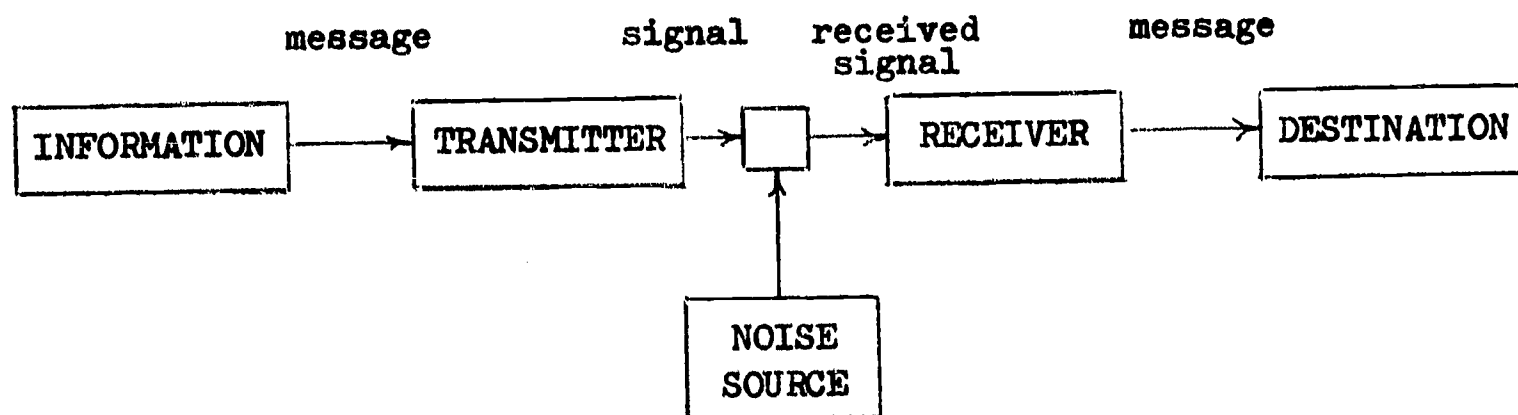 message
signal
received
signal
message
INFORMATION
TRANSMITTER
RECEIVER
DESTINATION
NOISE
SOURCE